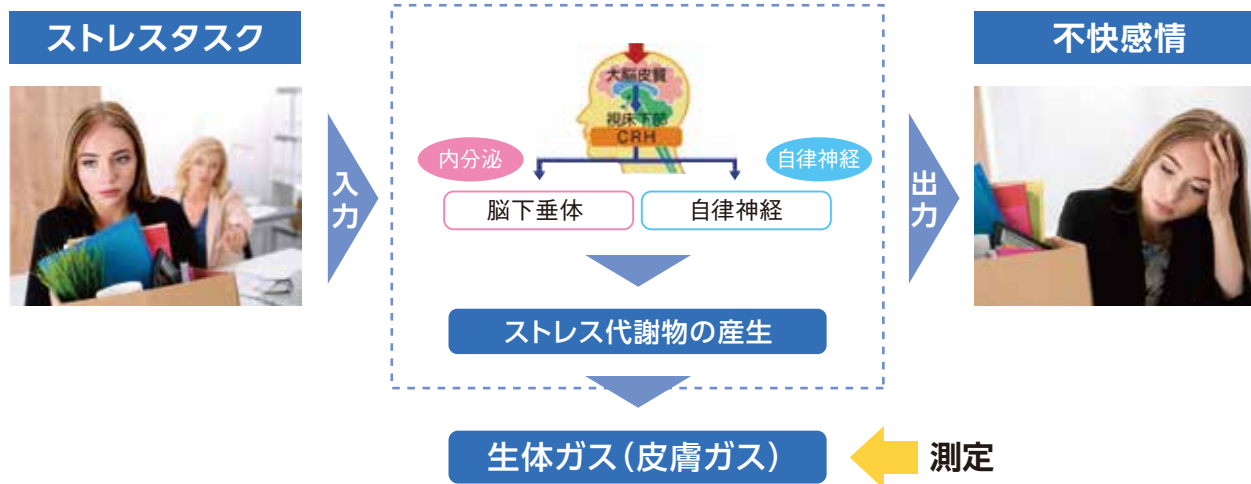 ストレスタスク
入力
大脳皮質
視床下部
CRH
内分泌
自律神経
脳下垂体
自律神経
ストレス代謝物の産生
生体ガス（皮膚ガス）
測定
出力
不快感情